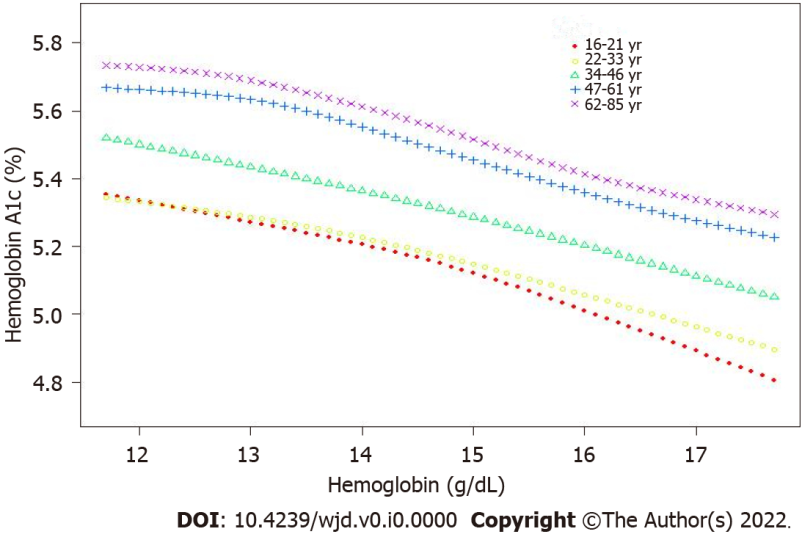 5.8
5.6
5.4
5.2
5.0
4.8
Hemoglobin A1c (%)
16-21 yr
22-33 yr
34-46 yr
47-61 yr
62-85 yr
12 13 14 15 16 17
Hemoglobin (g/dL)
DOI: 10.4239/wjd.v0.i0.0000 Copyright ©The Author(s) 2022.